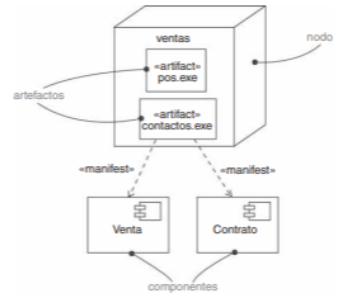 ventas
nodo
«artifact»
pos.exe
artefactos
«artifact»
contactos.exe
«manifest»
«manifest»
Venta
Contrato
componentes